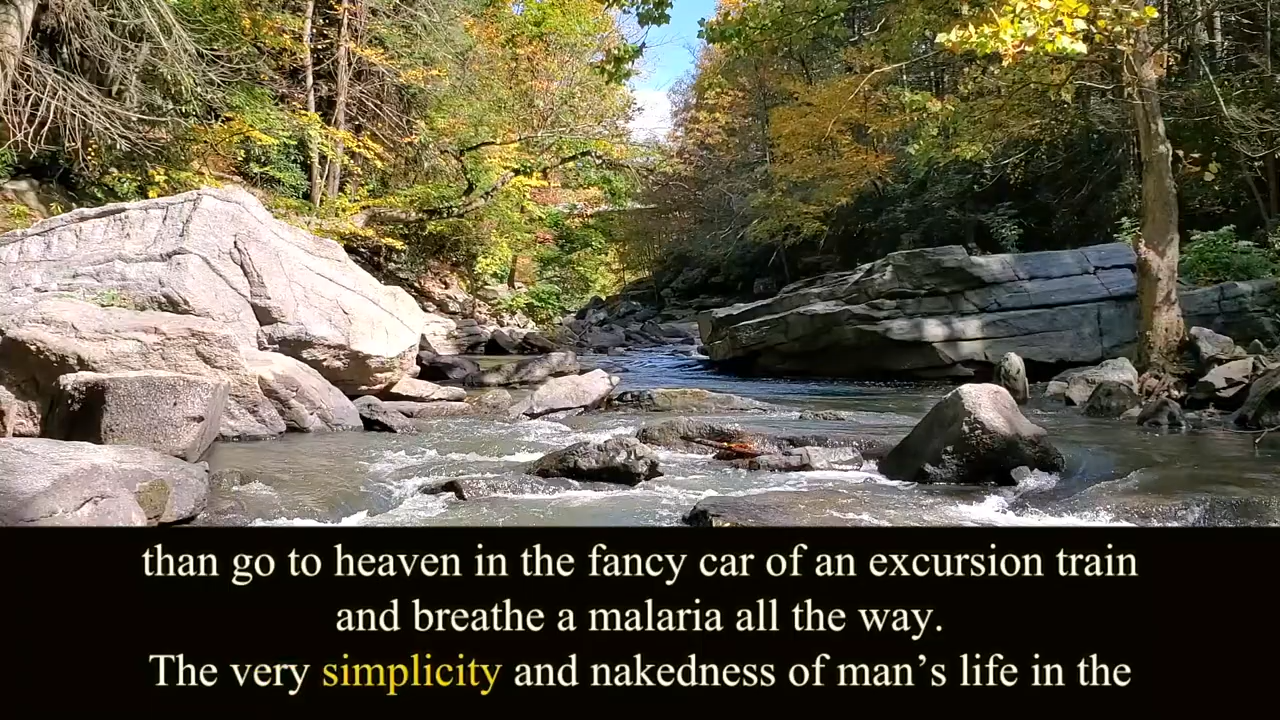 than go to heaven in the fancy car of an excursion train
and breathe a malaria all the way.
The very simplicity and nakedness of man’s life in the